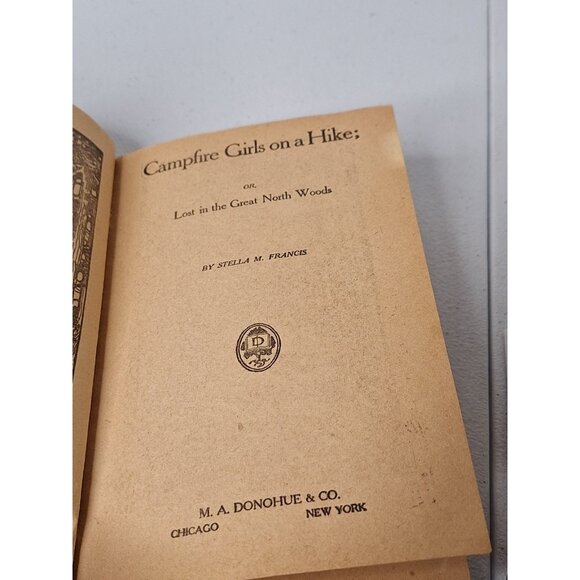 Campfire Girls on a Hike;
OR,
Lost in the Great North Woods
BY STELLA M. FRANCIS
D
M. A. DONOHUE & CO.
CHICAGO NEW YORK